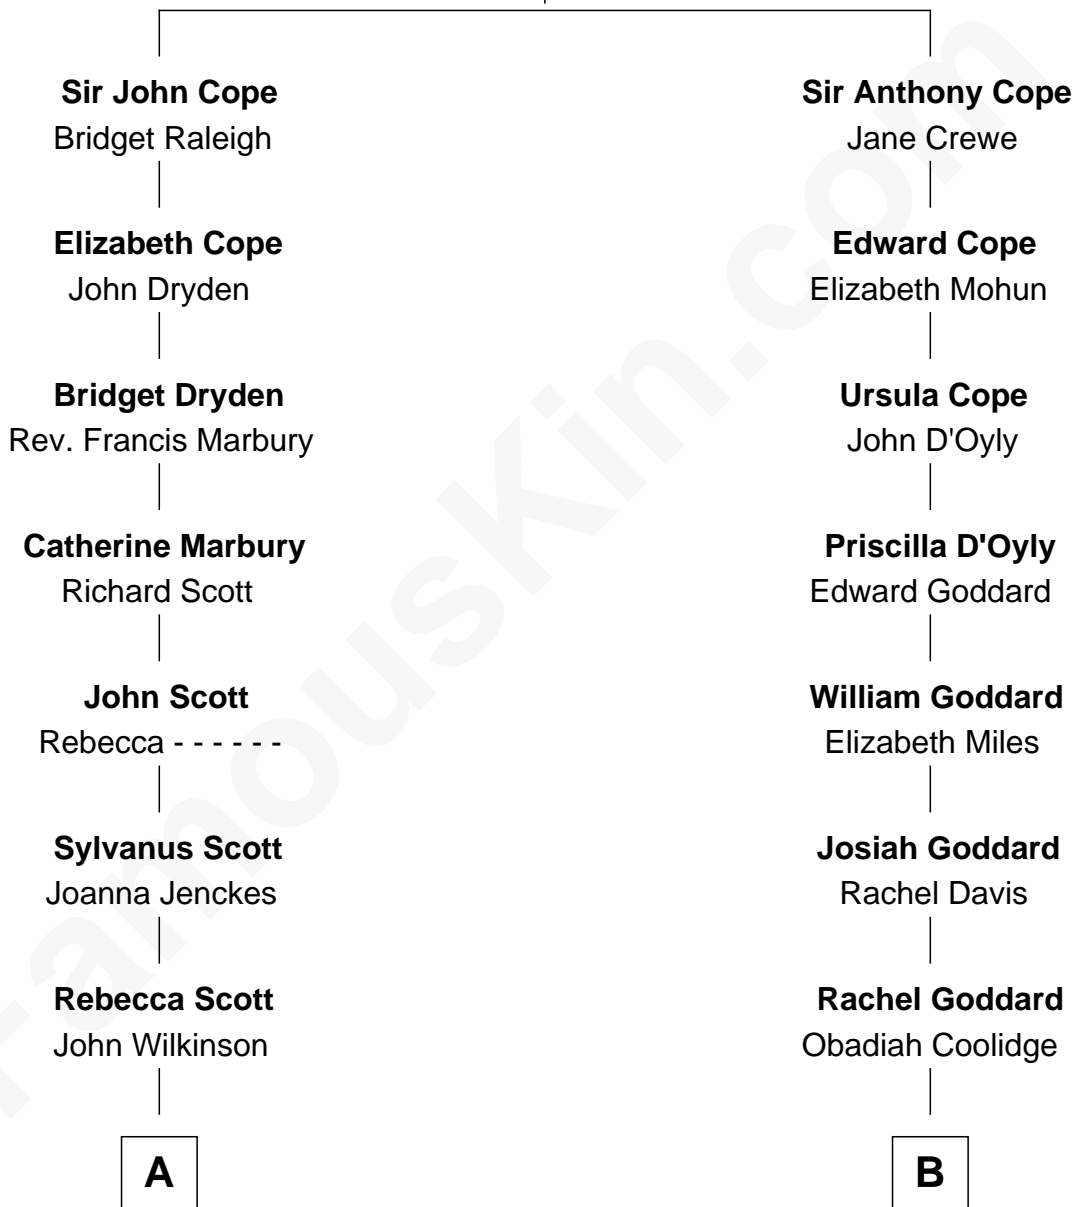 Sir John Cope
Bridget Raleigh
Elizabeth Cope
John Dryden
Bridget Dryden
Rev. Francis Marbury
Catherine Marbury
Richard Scott
John Scott
Rebecca - - - - - -
Sylvanus Scott
Joanna Jenckes
Rebecca Scott
John Wilkinson
A
Sir Anthony Cope
Jane Crewe
Edward Cope
Elizabeth Mohun
Ursula Cope
John D'Oyly
Priscilla D'Oyly
Edward Goddard
William Goddard
Elizabeth Miles
Josiah Goddard
Rachel Davis
Rachel Goddard
Obadiah Coolidge
B
FamousKin.com